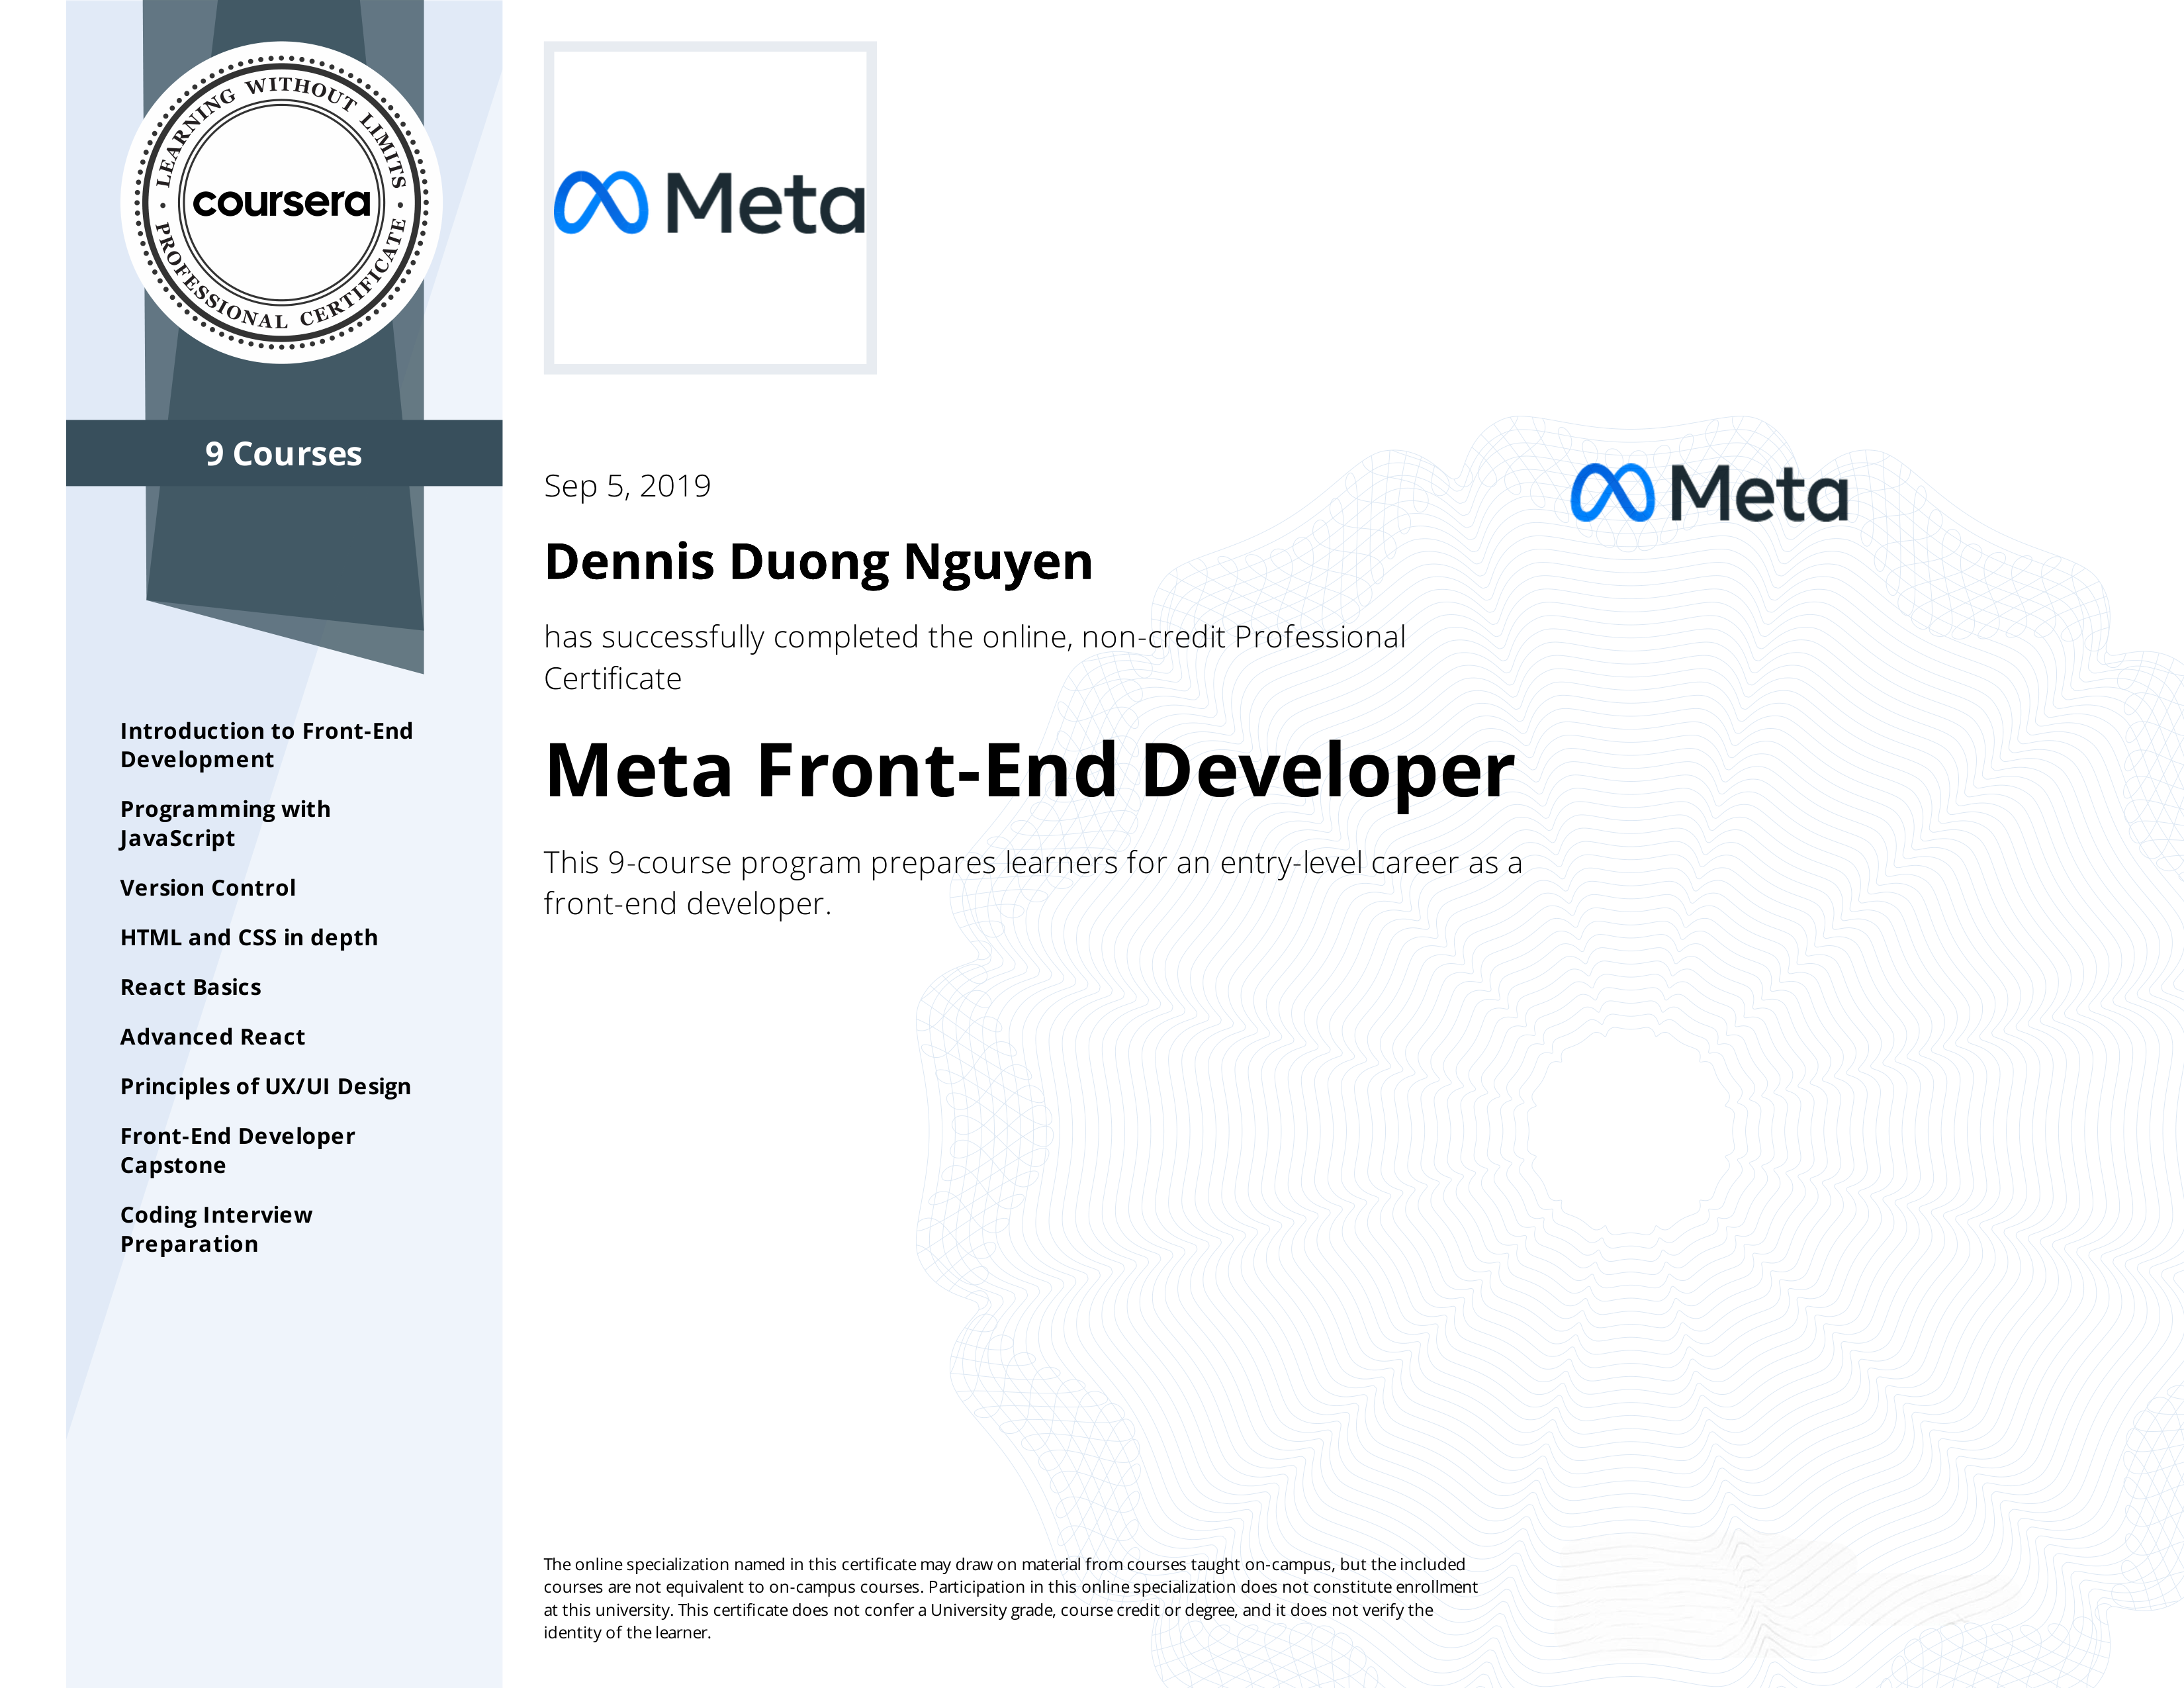 LEARNING WITHOUT LIMITS
coursera
PROFESSIONAL CERTIFICATE
9 Courses
Introduction to Front-End
Development
Programming with
JavaScript
Version Control
HTML and CSS in depth
React Basics
Advanced React
Principles of UX/UI Design
Front-End Developer
Capstone
Coding Interview
Preparation
Meta
Sep 5, 2019
Meta
Dennis Duong Nguyen
has successfully completed the online, non-credit Professional
Certificate
Meta Front-End Developer
This 9-course program prepares learners for an entry-level career as a
front-end developer.
The online specialization named in this certificate may draw on material from courses taught on-campus, but the included
courses are not equivalent to on-campus courses. Participation in this online specialization does not constitute enrollment
at this university. This certificate does not confer a University grade, course credit or degree, and it does not verify the
identity of the learner.